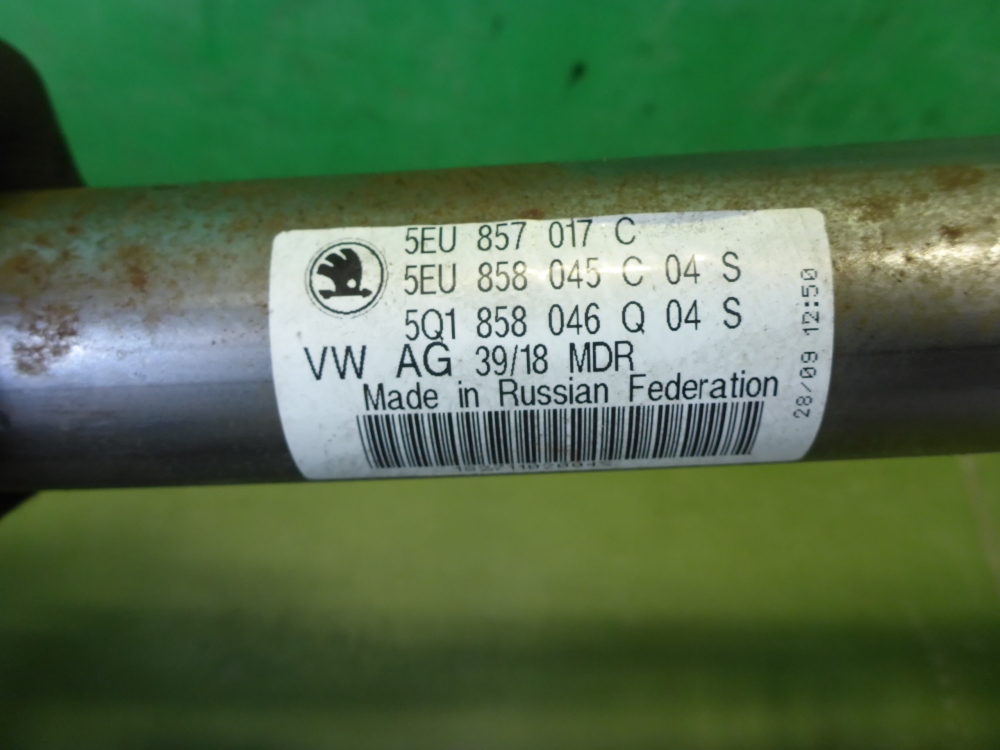 5EU 857 017 C
5EU 858 045 C 04 S
5Q1 858 046 Q 04 S
VW AG 39/18 MDR
Made in Russian Federation
28/09 12:50